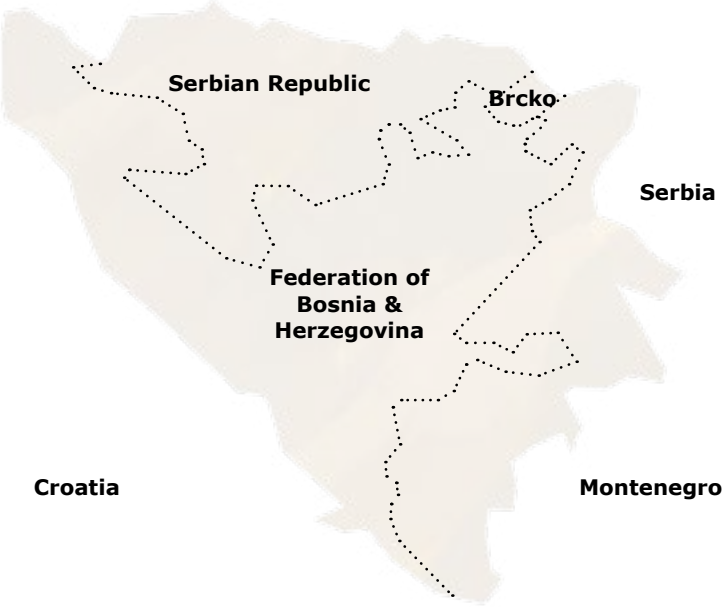 Serbian Republic
Brcko
Serbia
Federation of
Bosnia &
Herzegovina
Croatia
Montenegro